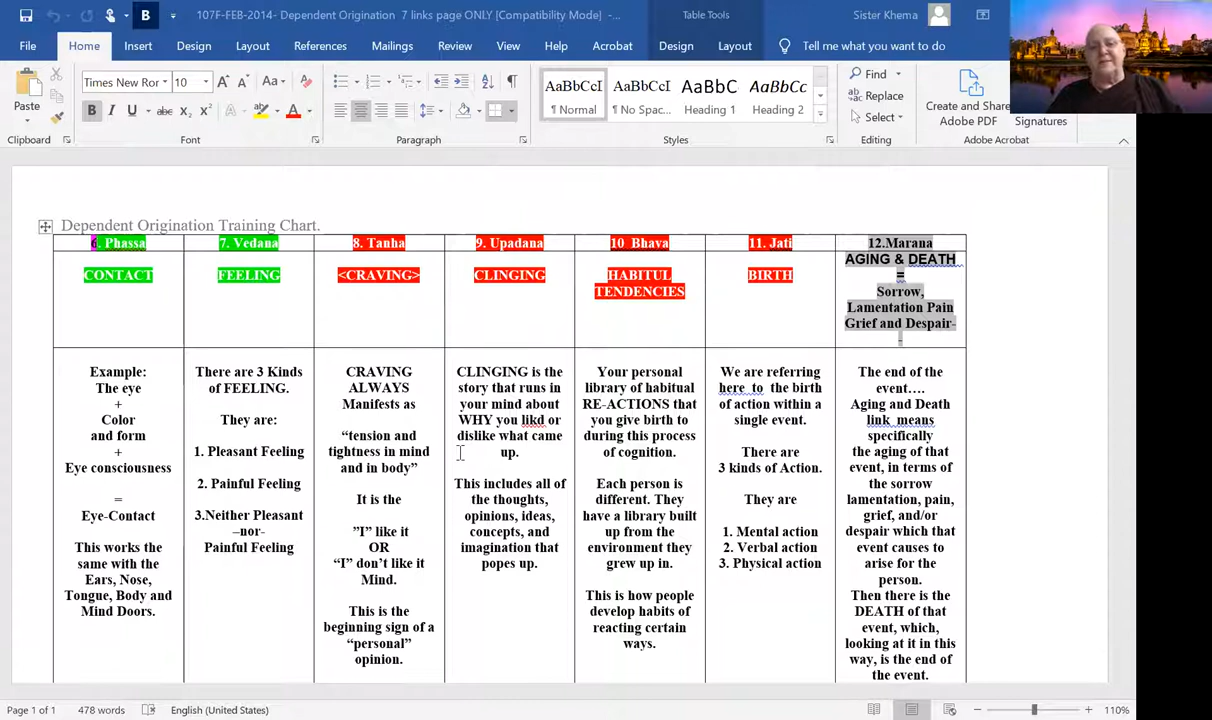 107F-FEB-2014- Dependent Origination 7 links page ONLY [Compatibility Mode] -...
Table Tools
Sister Khema
File Home Insert Design Layout References Mailings Review View Help Acrobat Design Layout Tell me what you want to do
Times New Ror 10
Paste
Clipboard
Font
Paragraph
AaBbCcI AaBbCcI AaBbC AaBbCc
¶ Normal ¶ No Spac... Heading 1 Heading 2
Styles
Find
Replace
Select
Editing
Create and Share
Adobe PDF
Signatures
Adobe Acrobat
Dependent Origination Training Chart.
6. Phassa
CONTACT
7. Vedana
FEELING
8. Tanha
<CRAVING>
9. Upadana
CLINGING
10 Bhava
HABITUL
TENDENCIES
11. Jati
BIRTH
12.Marana
AGING & DEATH
=
Sorrow,
Lamentation Pain
Grief and Despair-
-
Example:
The eye
+
Color
and form
+
Eye consciousness
=
Eye-Contact
This works the
same with the
Ears, Nose,
Tongue, Body and
Mind Doors.
There are 3 Kinds
of FEELING.
They are:
1. Pleasant Feeling
2. Painful Feeling
3.Neither Pleasant
–nor-
Painful Feeling
CRAVING
ALWAYS
Manifests as
“tension and
tightness in mind
and in body”
It is the
”I” like it
OR
“I” don’t like it
Mind.
This is the
beginning sign of a
“personal”
opinion.
CLINGING is the
story that runs in
your mind about
WHY you likd or
dislike what came
up.
This includes all of
the thoughts,
opinions, ideas,
concepts, and
imagination that
popes up.
Your personal
library of habitual
RE-ACTIONS that
you give birth to
during this process
of cognition.
Each person is
different. They
have a library built
up from the
environment they
grew up in.
This is how people
develop habits of
reacting certain
ways.
We are referring
here to the birth
of action within a
single event.
There are
3 kinds of Action.
They are
1. Mental action
2. Verbal action
3. Physical action
The end of the
event….
Aging and Death
link means
specifically
the aging of that
event, in terms of
the sorrow
lamentation, pain,
grief, and/or
despair which that
event causes to
arise for the
person.
Then there is the
DEATH of that
event, which,
looking at it in this
way, is the end of
the event.
Page 1 of 1 478 words English (United States) 110%